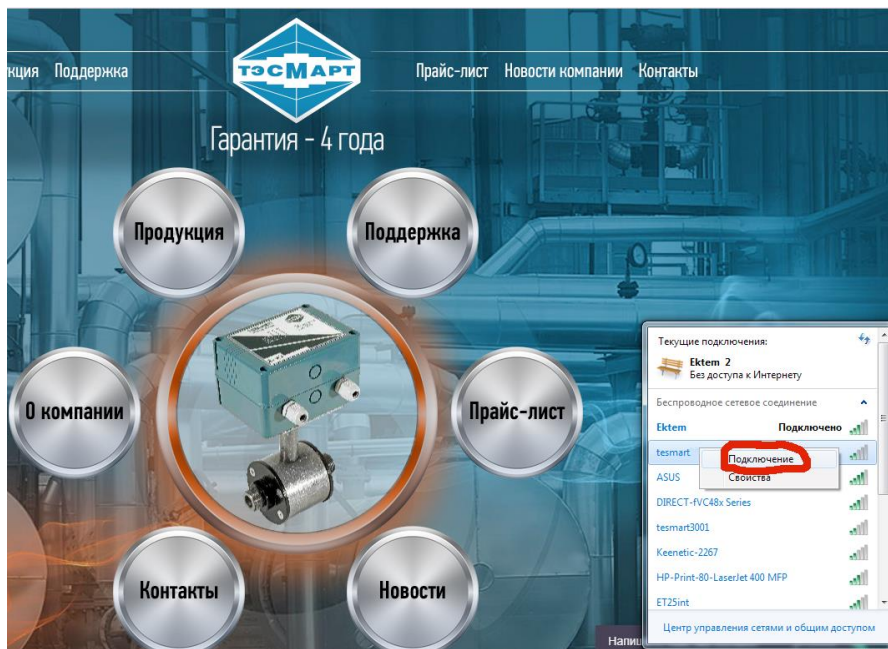 кция Поддержка
ТЭСМАРТ
Прайс-лист Новости компании Контакты
Гарантия - 4 года
Продукция
Поддержка
О компании
Прайс-лист
Контакты
Новости
Текущие подключения:
Ektem 2
Без доступа к Интернету
Беспроводное сетевое соединение
Ektem Подключено
tesmart
Подключение
ASUS
Свойства
DIRECT-fVC48x Series
tesmart3001
Keenetic-2267
HP-Print-80-LaserJet 400 MFP
ET25int
Центр управления сетями и общим доступом
Напи